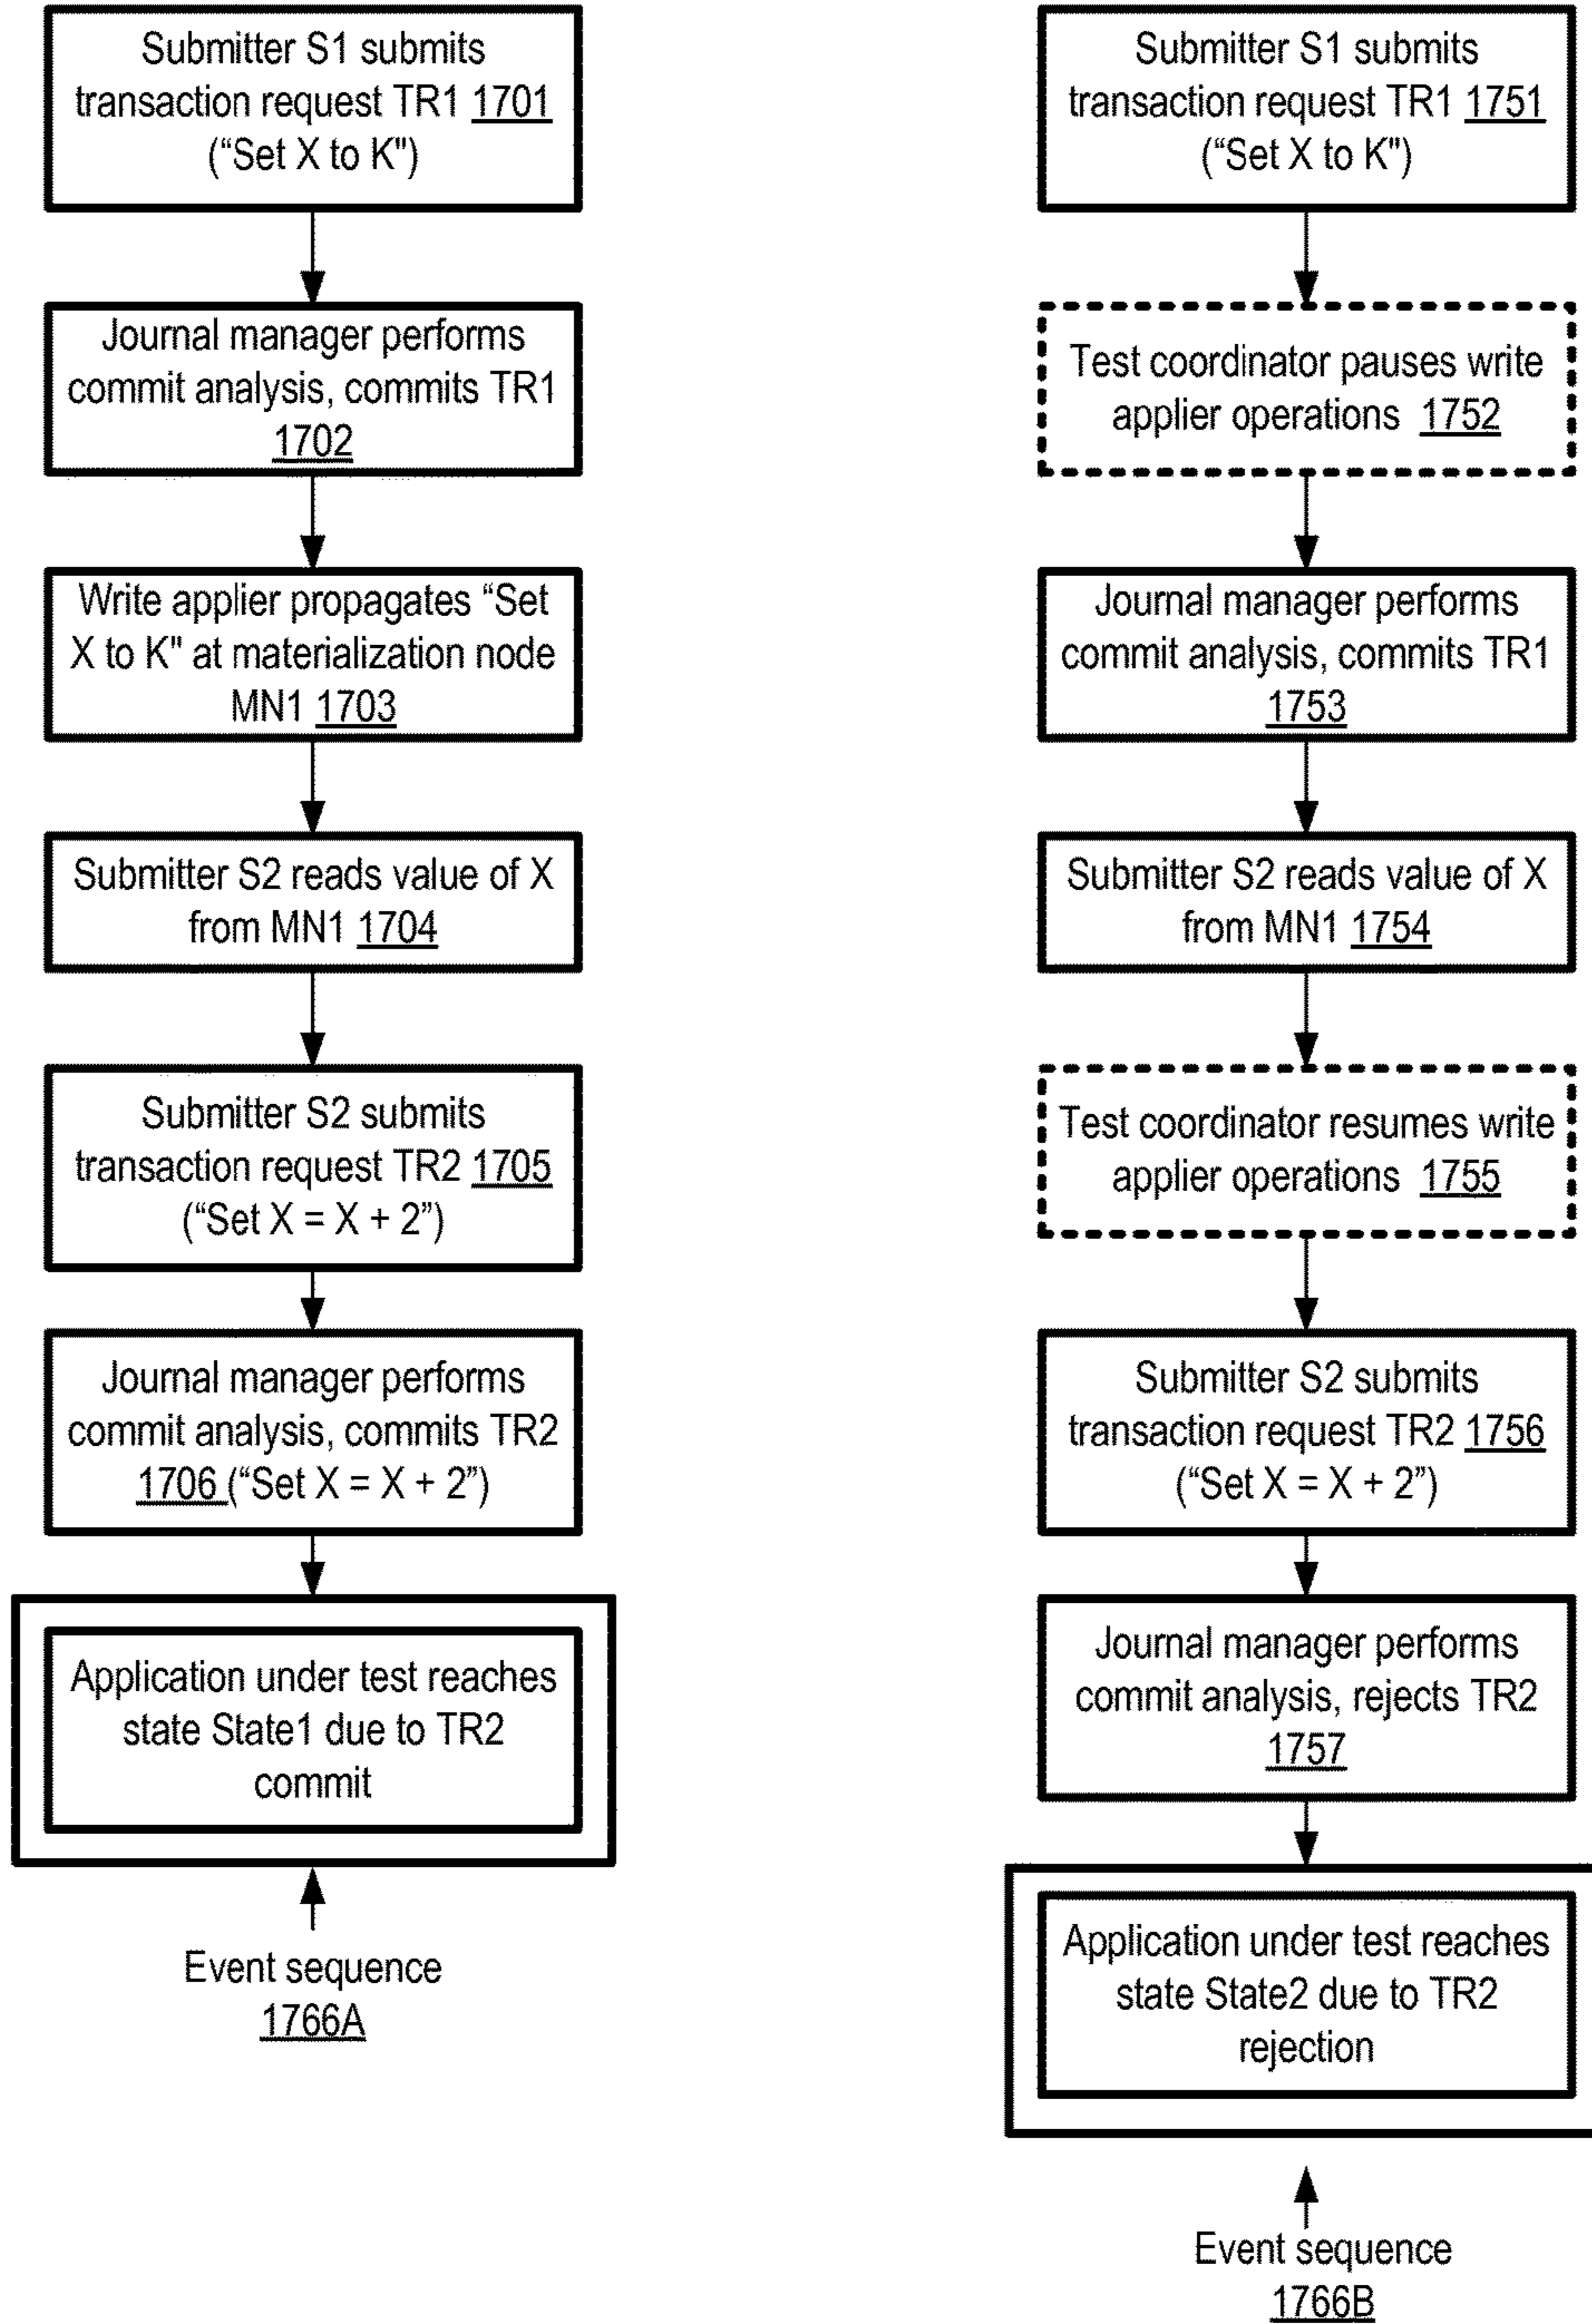 Submitter S1 submits
transaction request TR1 1701
(“Set X to K")
Journal manager performs
commit analysis, commits TR1
1702
Write applier propagates “Set
X to K" at materialization node
MN1 1703
Submitter S2 reads value of X
from MN1 1704
Submitter S2 submits
transaction request TR2 1705
(“Set X = X + 2”)
Journal manager performs
commit analysis, commits TR2
1706 (“Set X = X + 2”)
Application under test reaches
state State1 due to TR2
commit
Event sequence
1766A
Submitter S1 submits
transaction request TR1 1751
(“Set X to K")
Test coordinator pauses write
applier operations 1752
Journal manager performs
commit analysis, commits TR1
1753
Submitter S2 reads value of X
from MN1 1754
Test coordinator resumes write
applier operations 1755
Submitter S2 submits
transaction request TR2 1756
(“Set X = X + 2”)
Journal manager performs
commit analysis, rejects TR2
1757
Application under test reaches
state State2 due to TR2
rejection
Event sequence
1766B